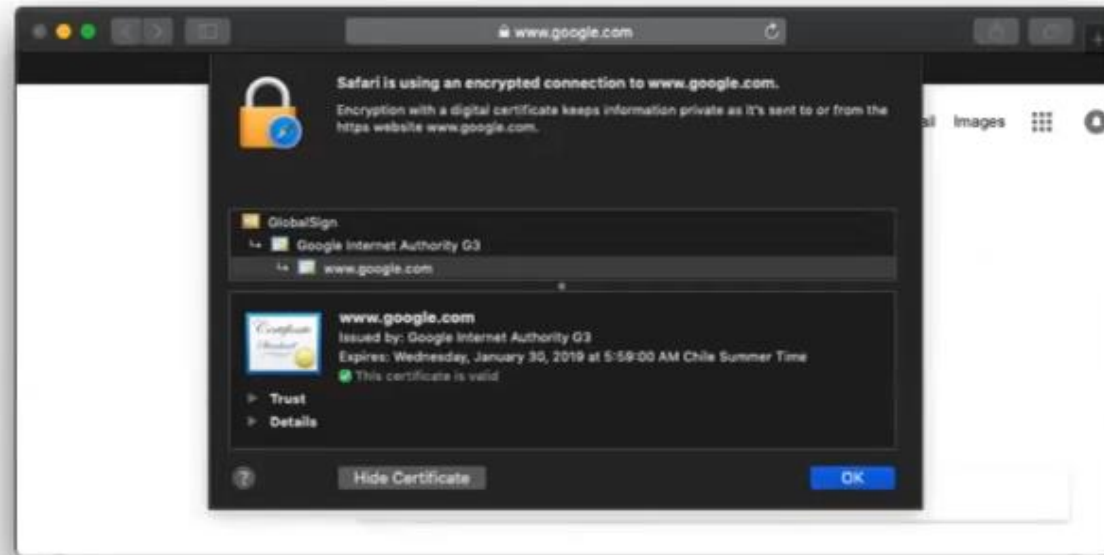 www.google.com
Safari is using an encrypted connection to www.google.com.
Encryption with a digital certificate keeps information private as it's sent to or from the
https website www.google.com.
Images
GlobalSign
Google Internet Authority G3
www.google.com
Certificate
Standard
www.google.com
Issued by: Google Internet Authority G3
Expires: Wednesday, January 30, 2019 at 5:59:00 AM Chile Summer Time
This certificate is valid
Trust
Details
?
Hide Certificate
OK